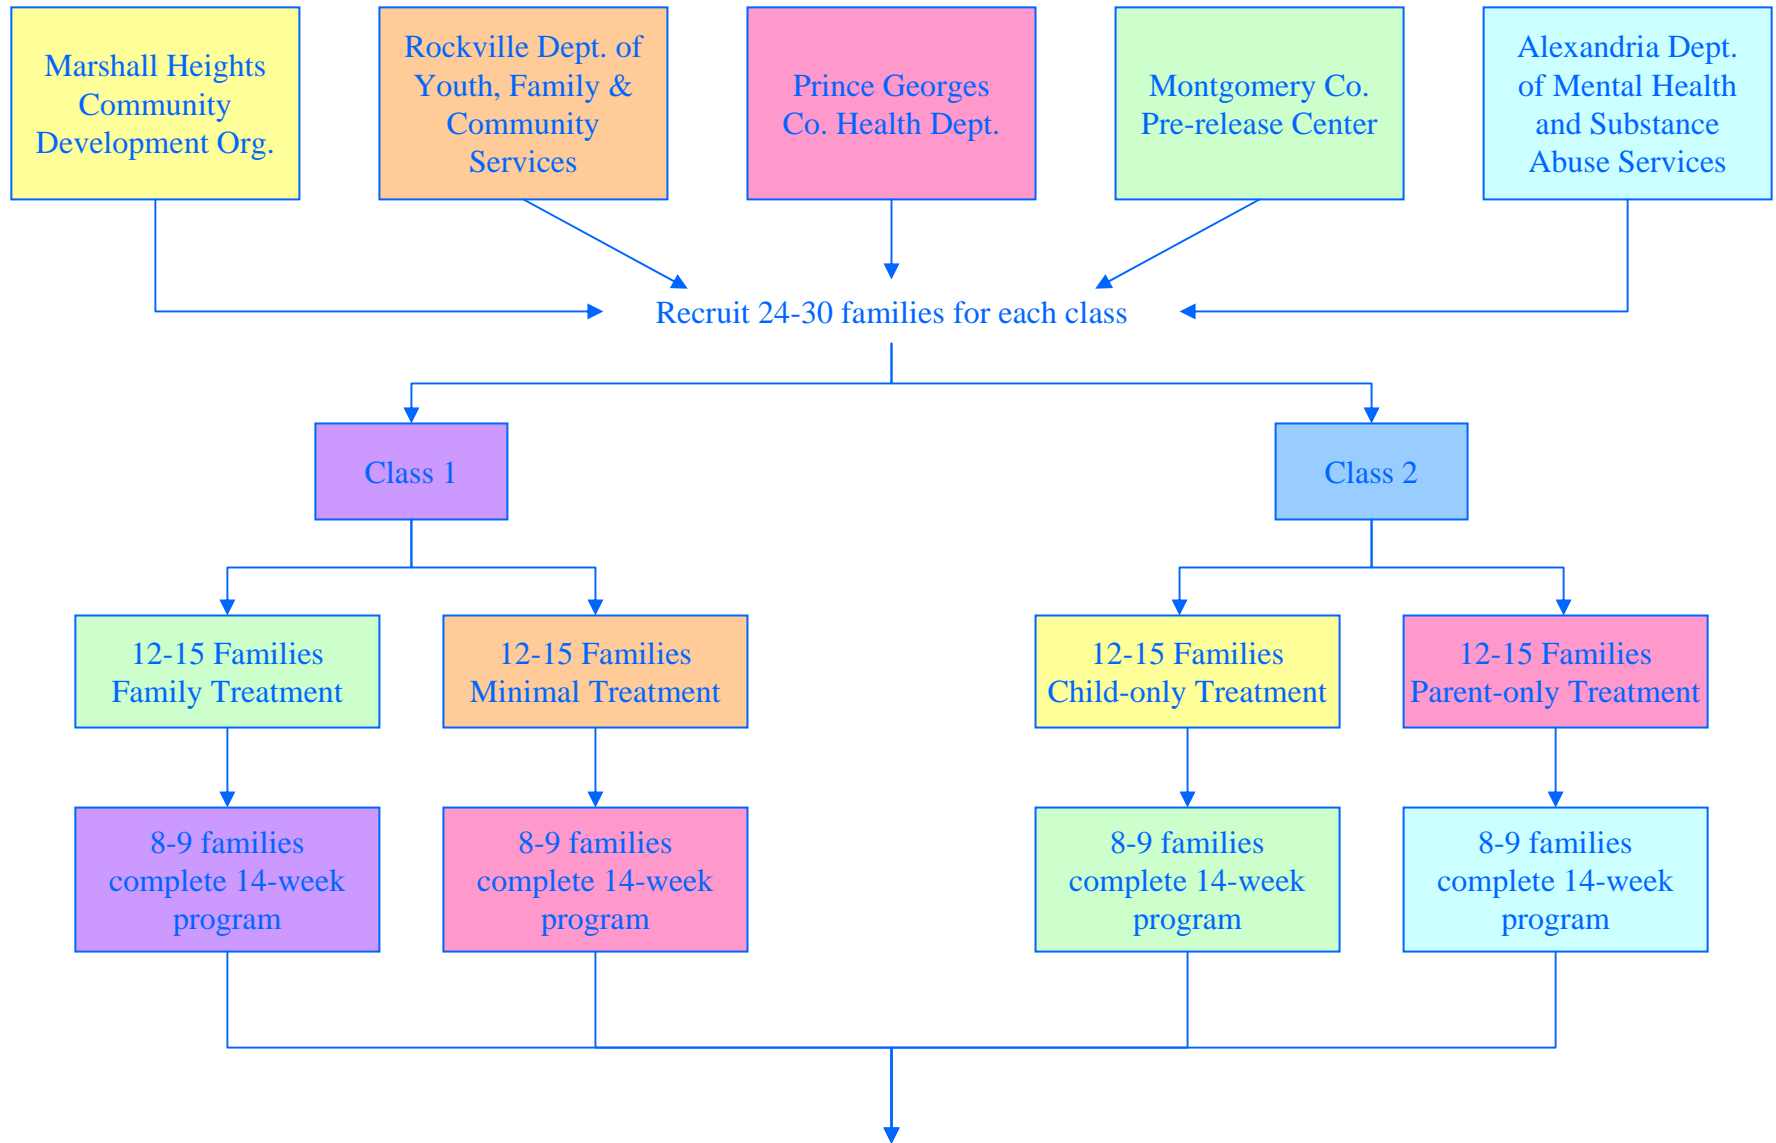 Marshall Heights
Community
Development Org.
Rockville Dept. of
Youth, Family &
Community
Services
Prince Georges
Co. Health Dept.
Montgomery Co.
Pre-release Center
Alexandria Dept.
of Mental Health
and Substance
Abuse Services
Recruit 24-30 families for each class
Class 1
Class 2
12-15 Families
Family Treatment
12-15 Families
Minimal Treatment
12-15 Families
Child-only Treatment
12-15 Families
Parent-only Treatment
8-9 families
complete 14-week
program
8-9 families
complete 14-week
program
8-9 families
complete 14-week
program
8-9 families
complete 14-week
program